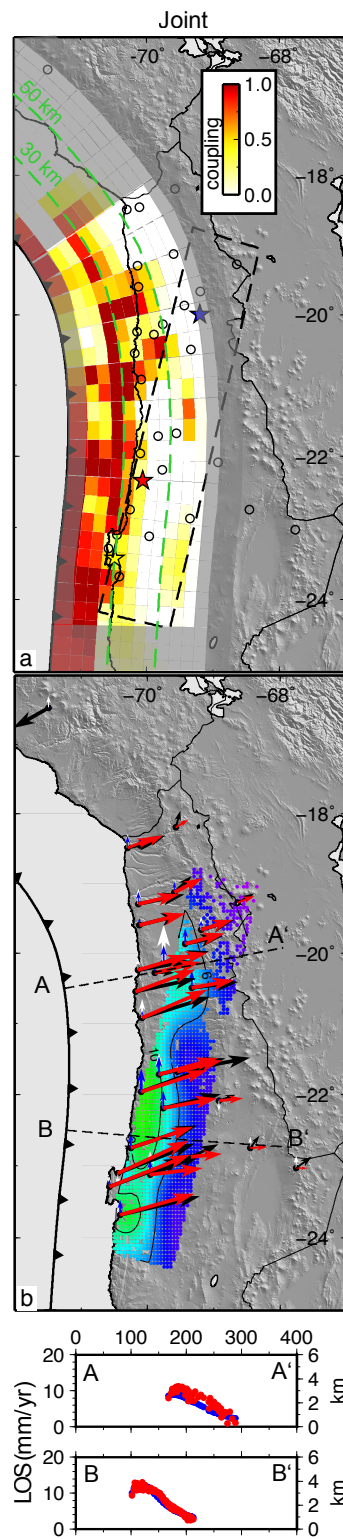 Joint
−70 −68
50 km
30 km
coupling
1.0
0.5
0.0
−18
−20
−22
−24
a
−70 −68
−18
−20
−22
−24
A A‘
B B‘
b
0 100 200 300 400
20
10
0
A A‘
6
4
2
0
LOS (mm/yr)
km
20
10
0
B B‘
6
4
2
0
km